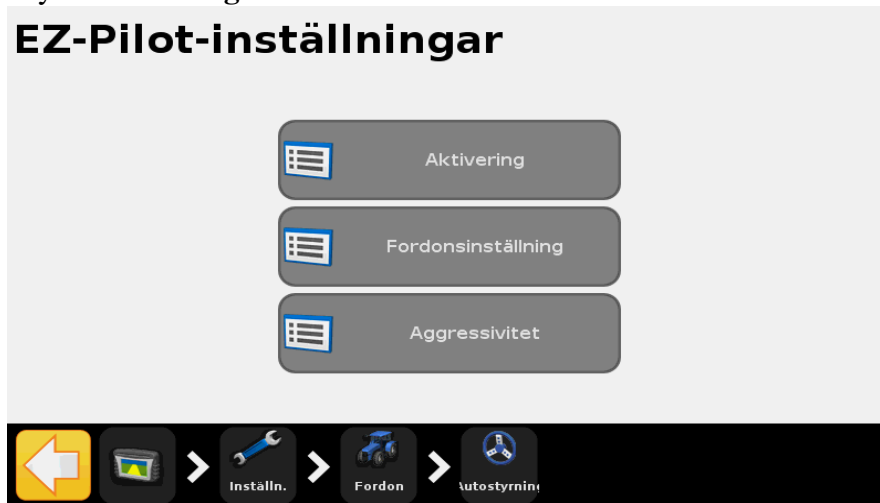 EZ-Pilot-inställningar
Aktivering
Fordonsinställning
Aggressivitet
Inställn.
Fordon